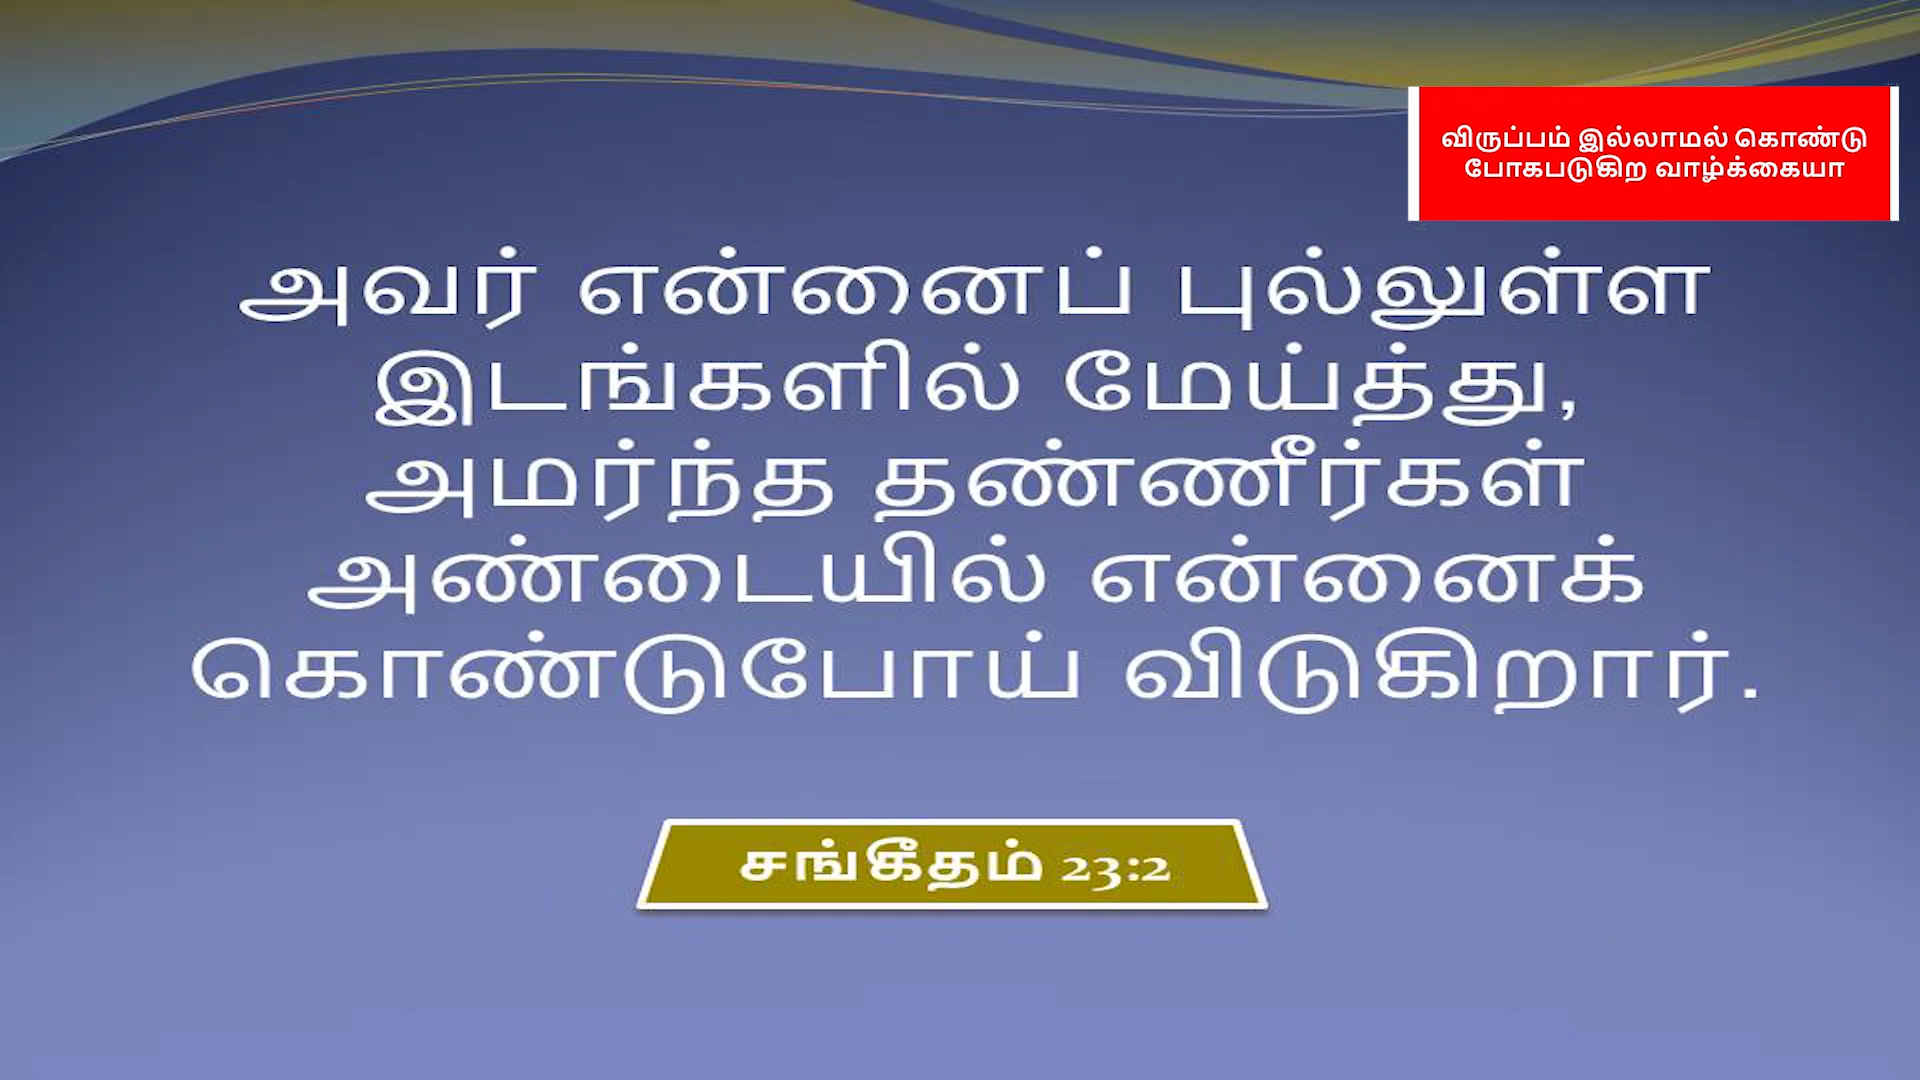 விருப்பம் இல்லாமல் கொண்டு
போகபடுகிற வாழ்க்கையா
அவர் என்னைப் புல்லுள்ள
இடங்களில் மேய்த்து,
அமர்ந்த தண்ணீர்கள்
அண்டையில் என்னைக்
கொண்டுபோய் விடுகிறார்.
சங்கீதம் 23:2